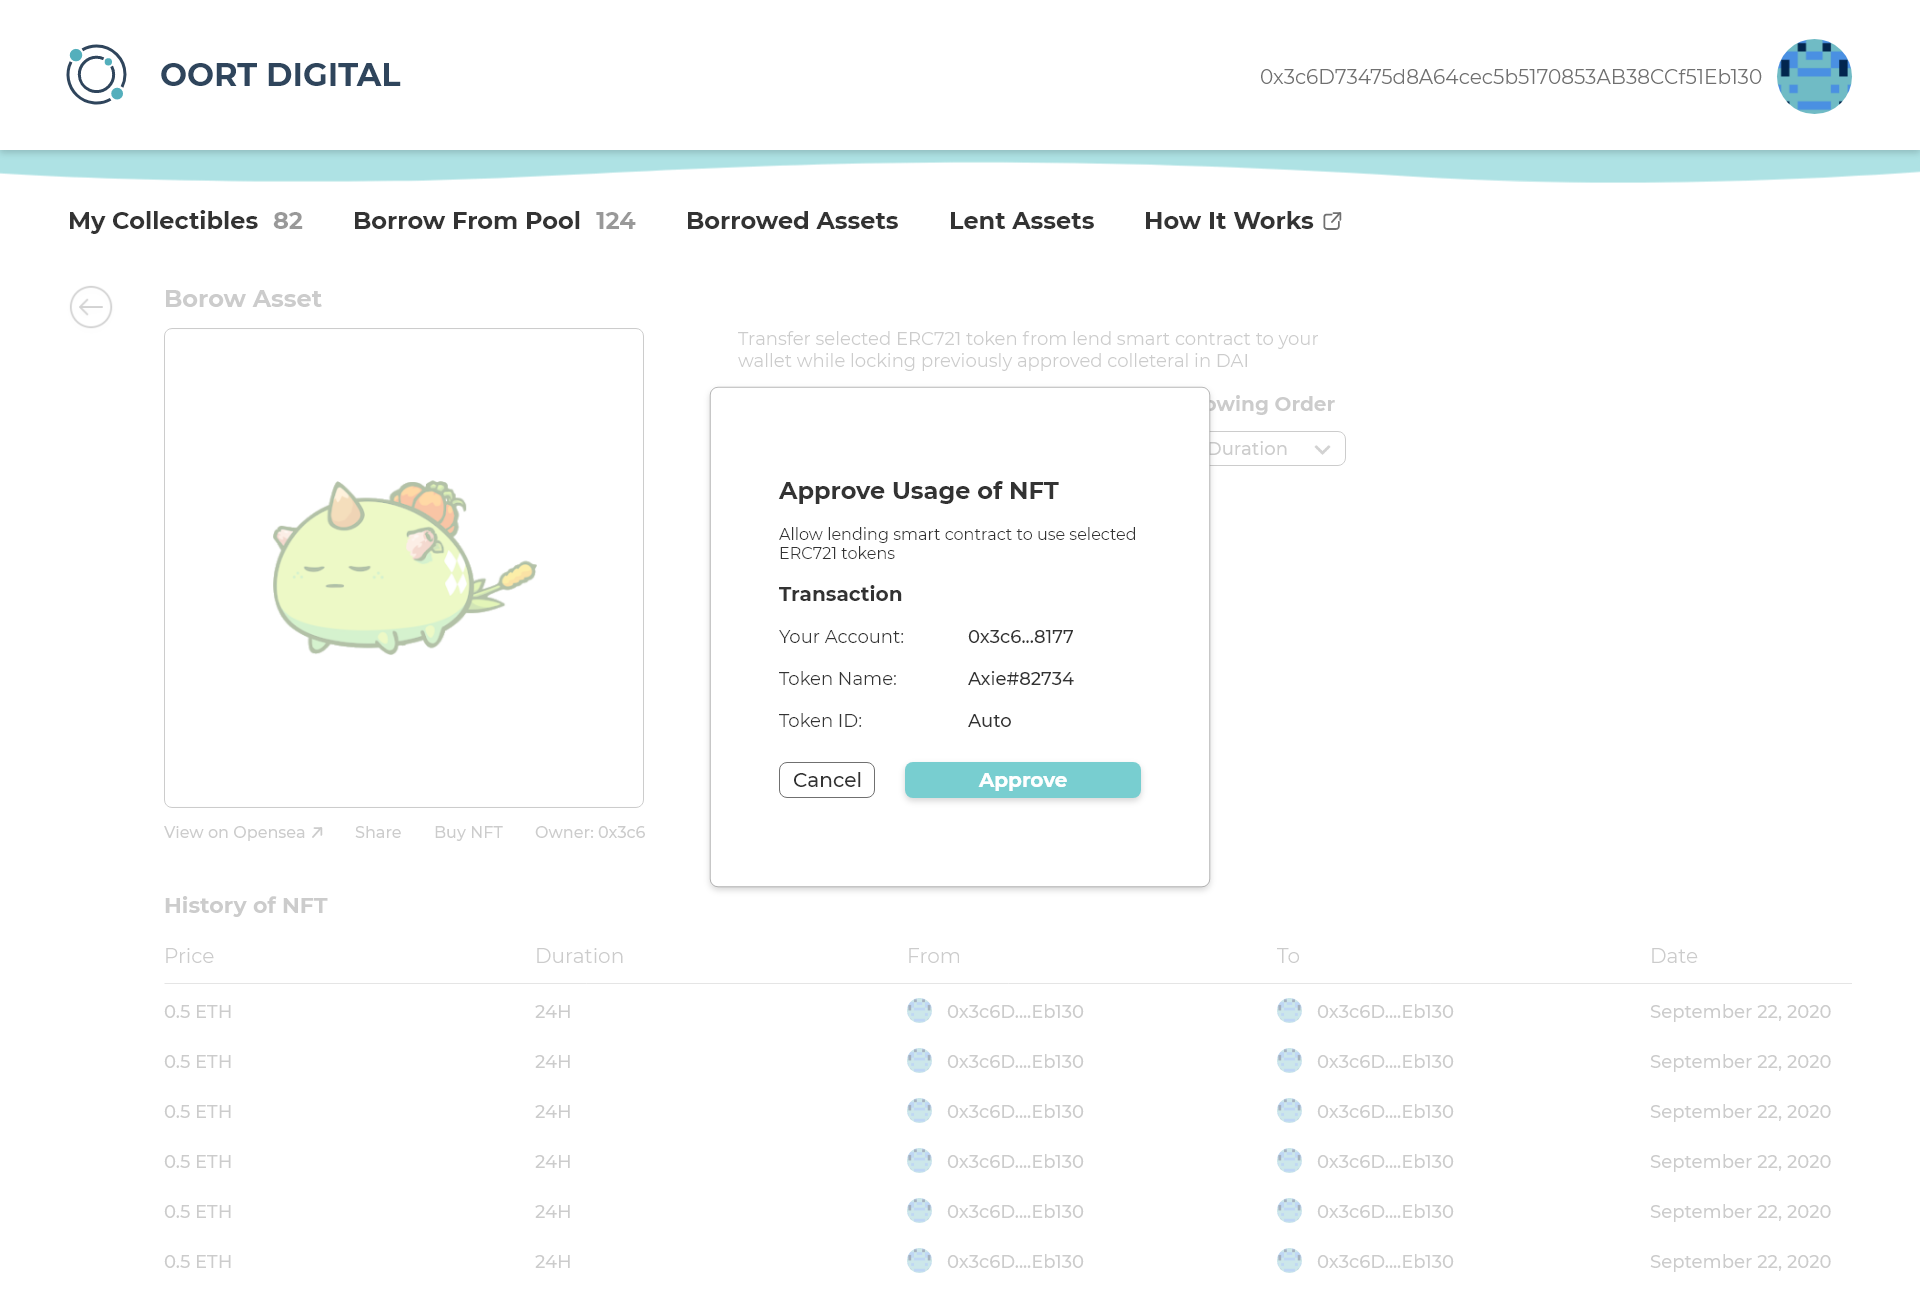 OORT DIGITAL
0x3c6D73475d8A64cec5b5170853AB38CCf51Eb130
My Collectibles 82 Borrow From Pool 124 Borrowed Assets Lent Assets How It Works
Borow Asset
Transfer selected ERC721 token from lend smart contract to your
wallet while locking previously approved colleteral in DAI
owing Order
Duration
Approve Usage of NFT
Allow lending smart contract to use selected
ERC721 tokens
Transaction
Your Account: 0x3c6...8177
Token Name: Axie#82734
Token ID: Auto
Cancel Approve
View on Opensea Share Buy NFT Owner: 0x3c6
History of NFT
Price Duration From To Date
0.5 ETH 24H 0x3c6D....Eb130 0x3c6D....Eb130 September 22, 2020
0.5 ETH 24H 0x3c6D....Eb130 0x3c6D....Eb130 September 22, 2020
0.5 ETH 24H 0x3c6D....Eb130 0x3c6D....Eb130 September 22, 2020
0.5 ETH 24H 0x3c6D....Eb130 0x3c6D....Eb130 September 22, 2020
0.5 ETH 24H 0x3c6D....Eb130 0x3c6D....Eb130 September 22, 2020
0.5 ETH 24H 0x3c6D....Eb130 0x3c6D....Eb130 September 22, 2020